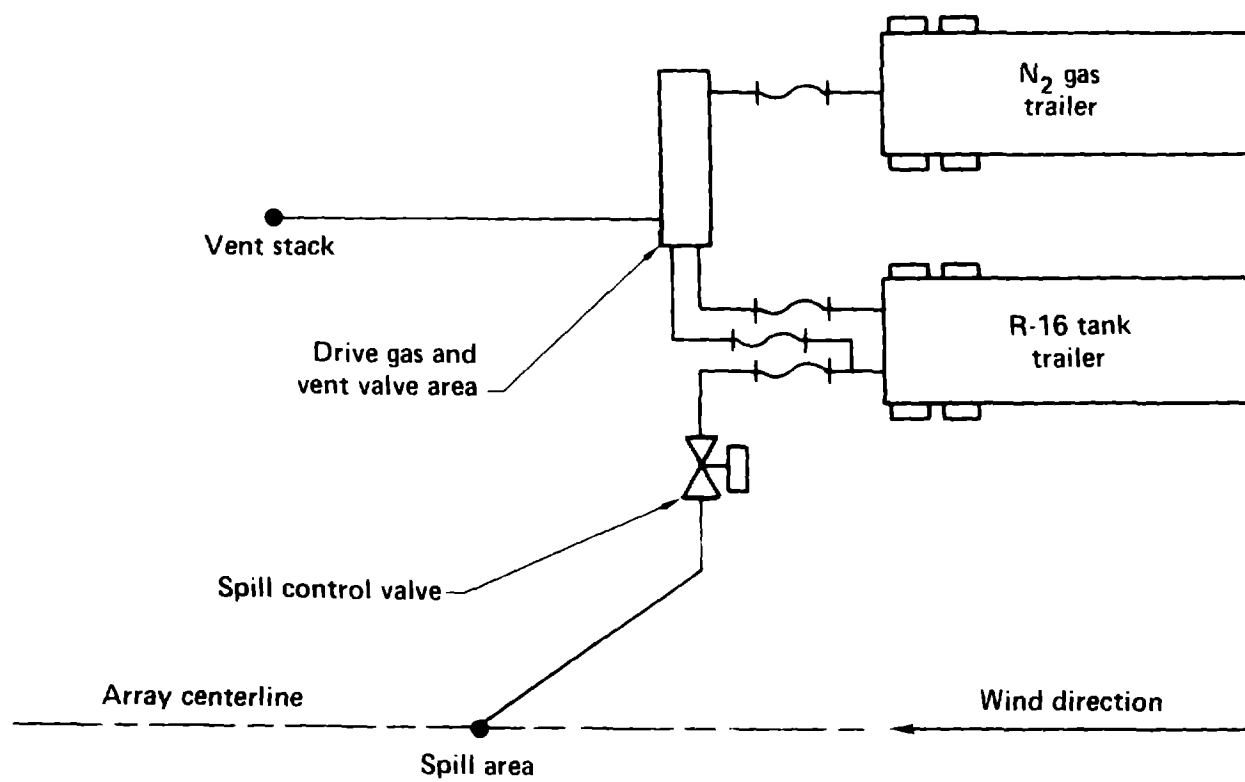 N2 gas
trailer
Vent stack
R-16 tank
trailer
Drive gas and
vent valve area
Spill control valve
Array centerline
Wind direction
Spill area